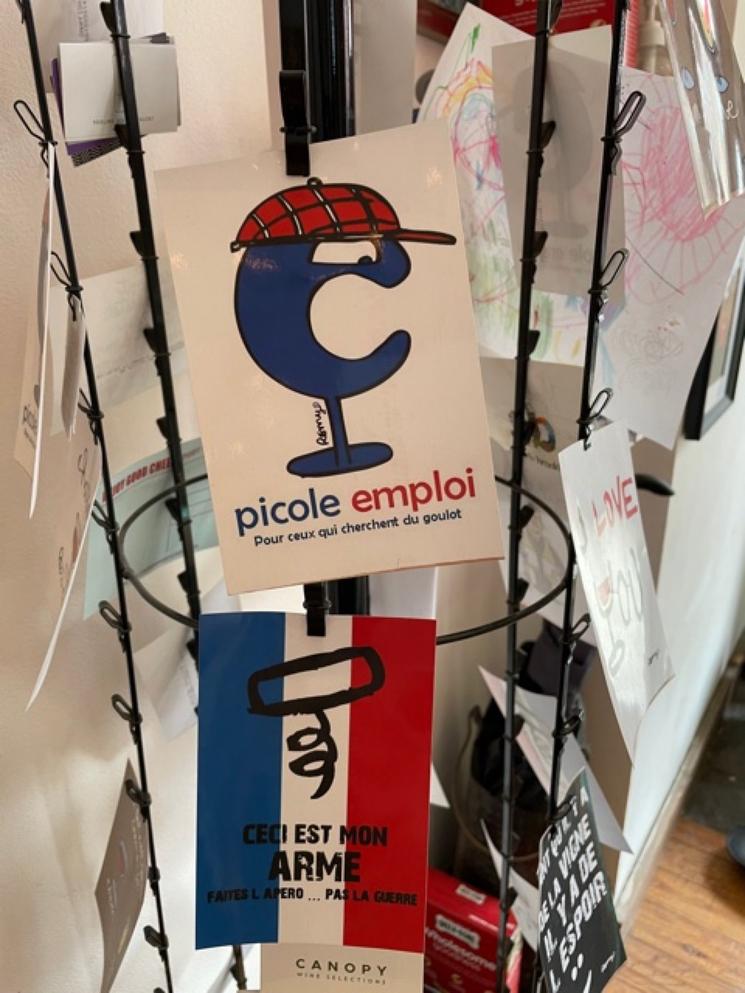 Rémy
picole emploi
Pour ceux qui cherchent du goulot
CECI EST MON
ARME
FAITES L APERO ... PAS LA GUERRE
CANOPY
WINE SELECTIONS
LOVE
DE LA VIGNE
IL Y A DE
L ESPOIR